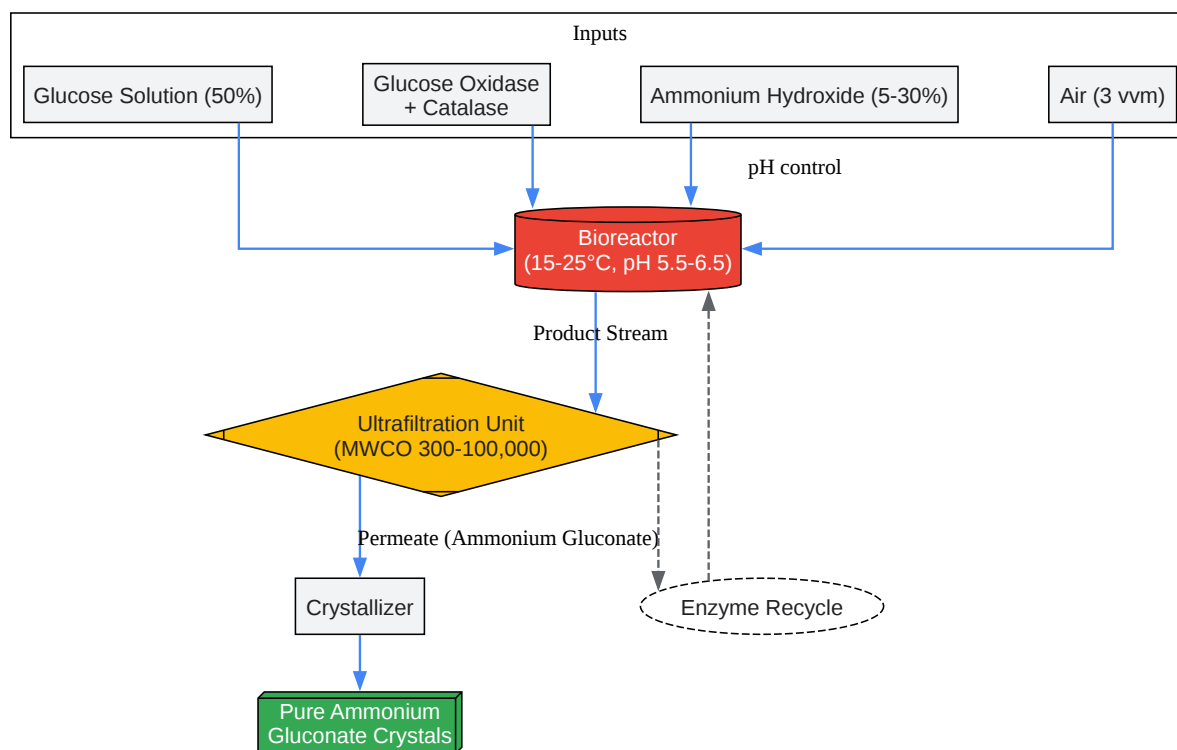 Inputs
Glucose Solution (50%)
Glucose Oxidase
+ Catalase
Ammonium Hydroxide (5-30%)
Air (3 vvm)
pH control
Bioreactor
(15-25°C, pH 5.5-6.5)
Product Stream
Ultrafiltration Unit
(MWCO 300-100,000)
Permeate (Ammonium Gluconate)
Crystallizer
Enzyme Recycle
Pure Ammonium
Gluconate Crystals